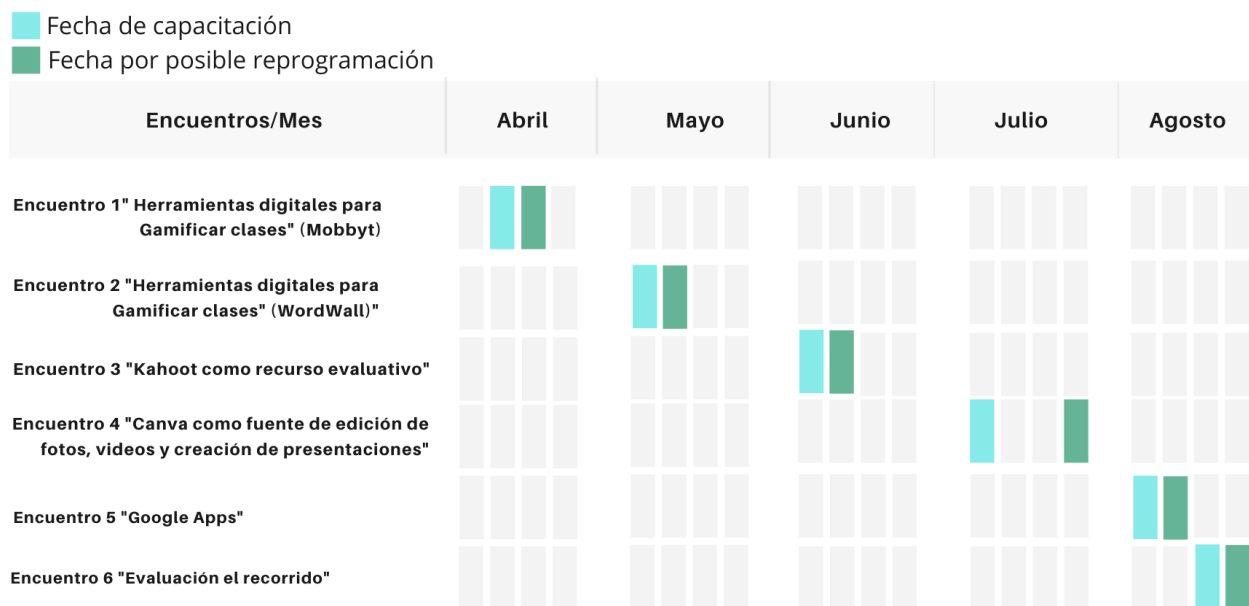 Fecha de capacitación
Fecha por posible reprogramación
Encuentros/Mes
Abril
Mayo
Junio
Julio
Agosto
Encuentro 1" Herramientas digitales para
Gamificar clases" (Mobbyt)
Encuentro 2 "Herramientas digitales para
Gamificar clases" (WordWall)"
Encuentro 3 "Kahoot como recurso evaluativo"
Encuentro 4 "Canva como fuente de edición de
fotos, videos y creación de presentaciones"
Encuentro 5 "Google Apps"
Encuentro 6 "Evaluación el recorrido"